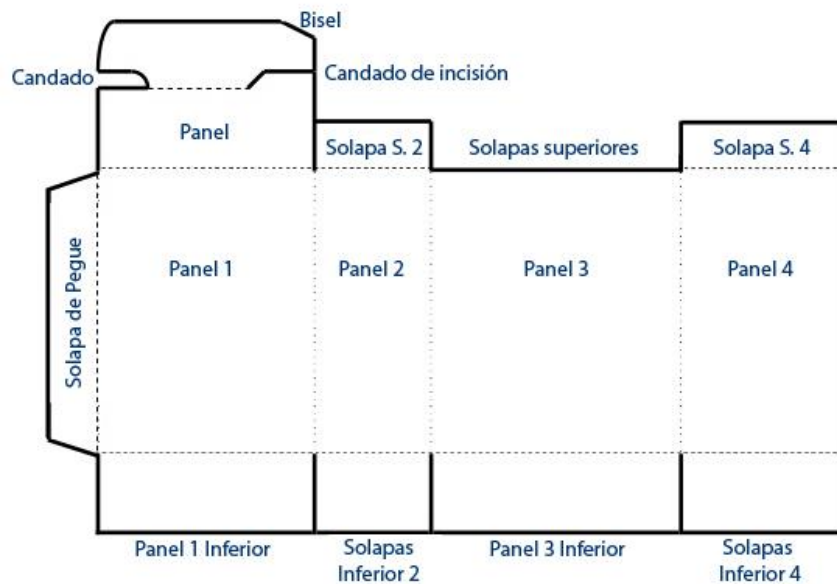 Bisel
Candado
Candado de incisión
Panel
Solapa S. 2
Solapas superiores
Solapa S. 4
Solapa de Pegue
Panel 1
Panel 2
Panel 3
Panel 4
Panel 1 Inferior
Solapas
Inferior 2
Panel 3 Inferior
Solapas
Inferior 4